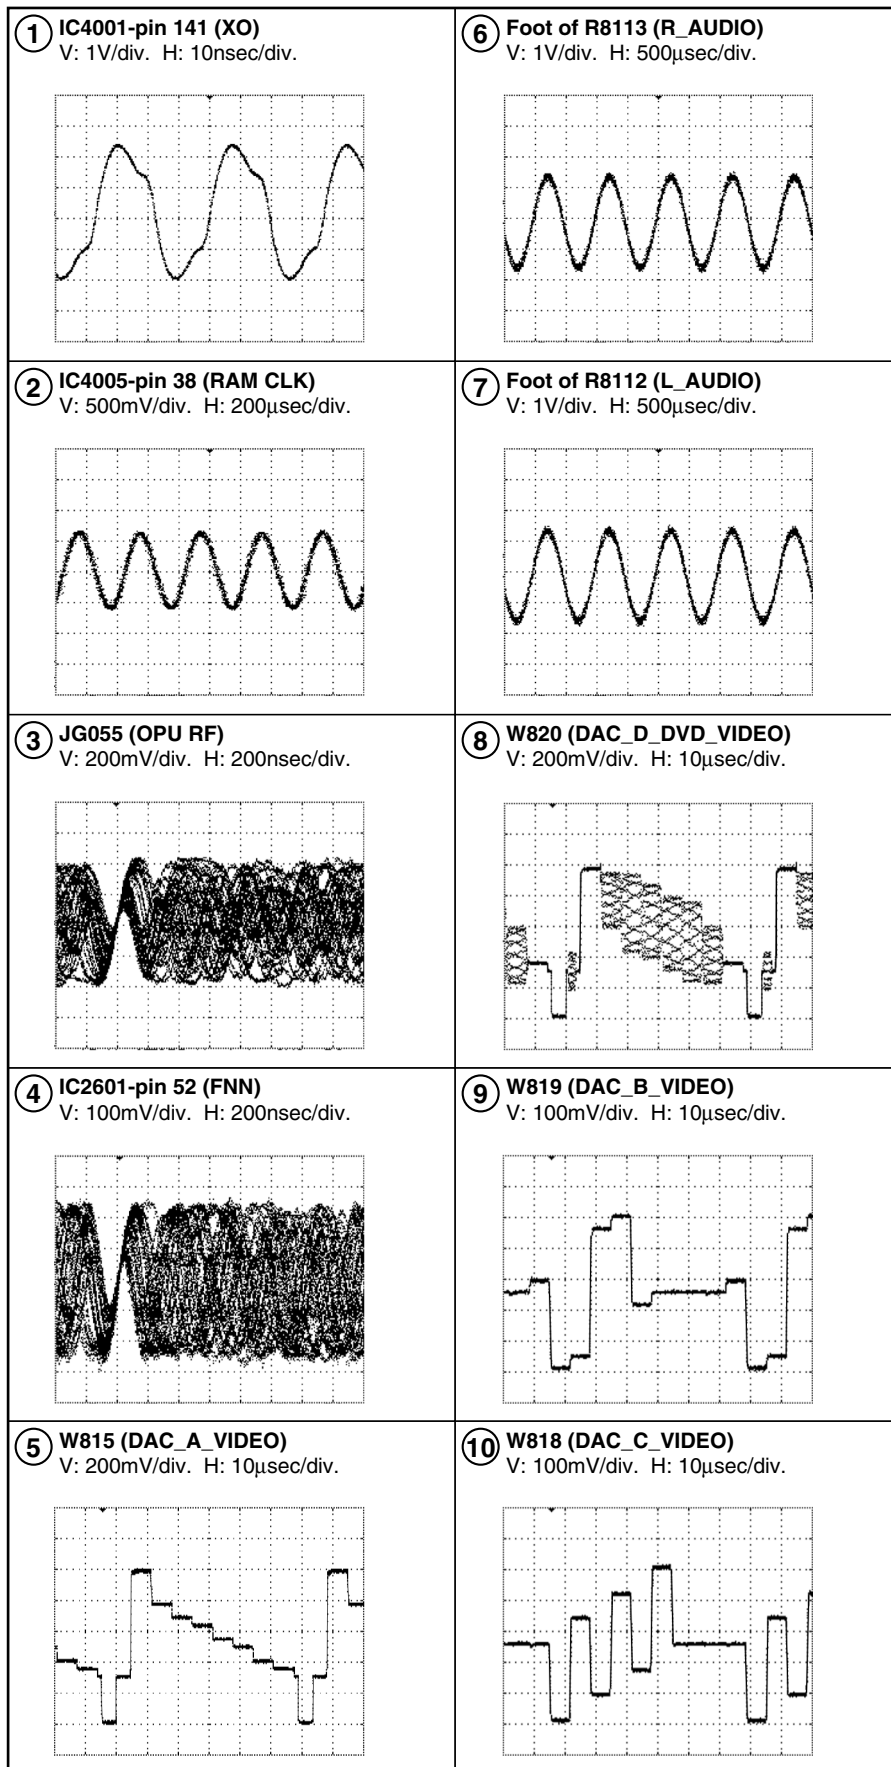 1 IC4001-pin 141 (XO)
V: 1V/div. H: 10nsec/div.
6 Foot of R8113 (R_AUDIO)
V: 1V/div. H: 500μsec/div.
2 IC4005-pin 38 (RAM CLK)
V: 500mV/div. H: 200μsec/div.
7 Foot of R8112 (L_AUDIO)
V: 1V/div. H: 500μsec/div.
3 JG055 (OPU RF)
V: 200mV/div. H: 200nsec/div.
8 W820 (DAC_D_DVD_VIDEO)
V: 200mV/div. H: 10μsec/div.
4 IC2601-pin 52 (FNN)
V: 100mV/div. H: 200nsec/div.
9 W819 (DAC_B_VIDEO)
V: 100mV/div. H: 10μsec/div.
5 W815 (DAC_A_VIDEO)
V: 200mV/div. H: 10μsec/div.
10 W818 (DAC_C_VIDEO)
V: 100mV/div. H: 10μsec/div.